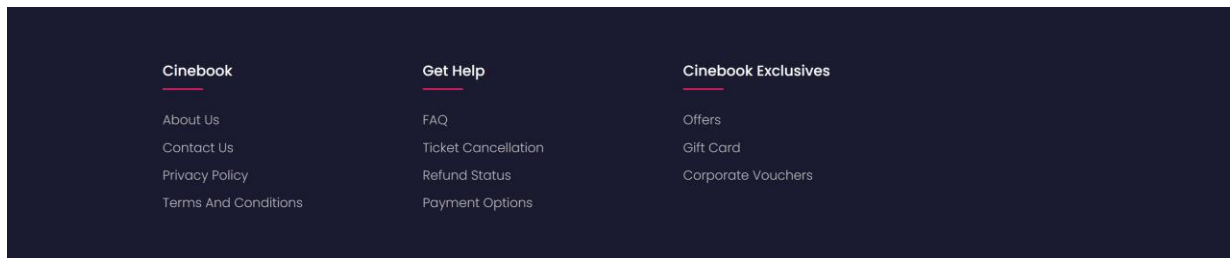 Cinebook
About Us
Contact Us
Privacy Policy
Terms And Conditions
Get Help
FAQ
Ticket Cancellation
Refund Status
Payment Options
Cinebook Exclusives
Offers
Gift Card
Corporate Vouchers